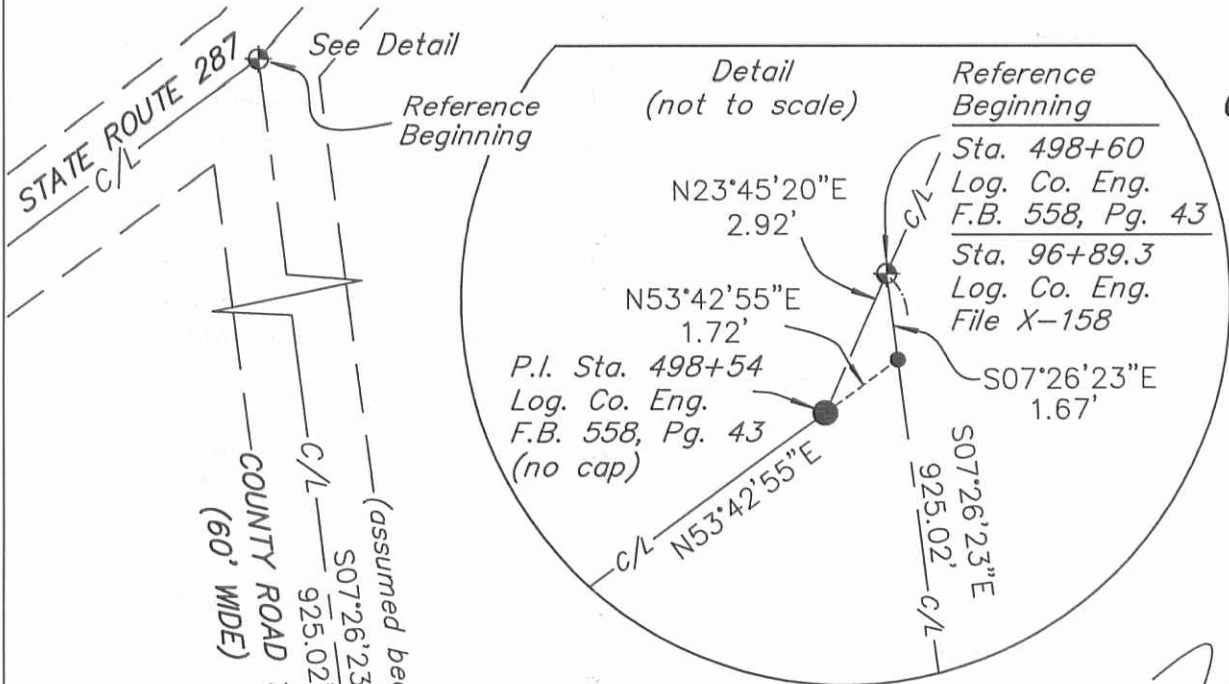 STATE ROUTE 287
C/L
See Detail
Reference
Beginning
C/L
COUNTY ROAD
(60' WIDE)
S07°26'23
925.02'
(assumed
Detail
(not to scale)
Reference
Beginning
Sta. 498+60
Log. Co. Eng.
F.B. 558, Pg. 43
Sta. 96+89.3
Log. Co. Eng.
File X-158
N23°45'20"E
2.92'
C/L
N53°42'55"E
1.72'
P.I. Sta. 498+54
Log. Co. Eng.
F.B. 558, Pg. 43
(no cap)
S07°26'23"E
1.67'
C/L
N53°42'55"E
S07°26'23"E
925.02'
C/L